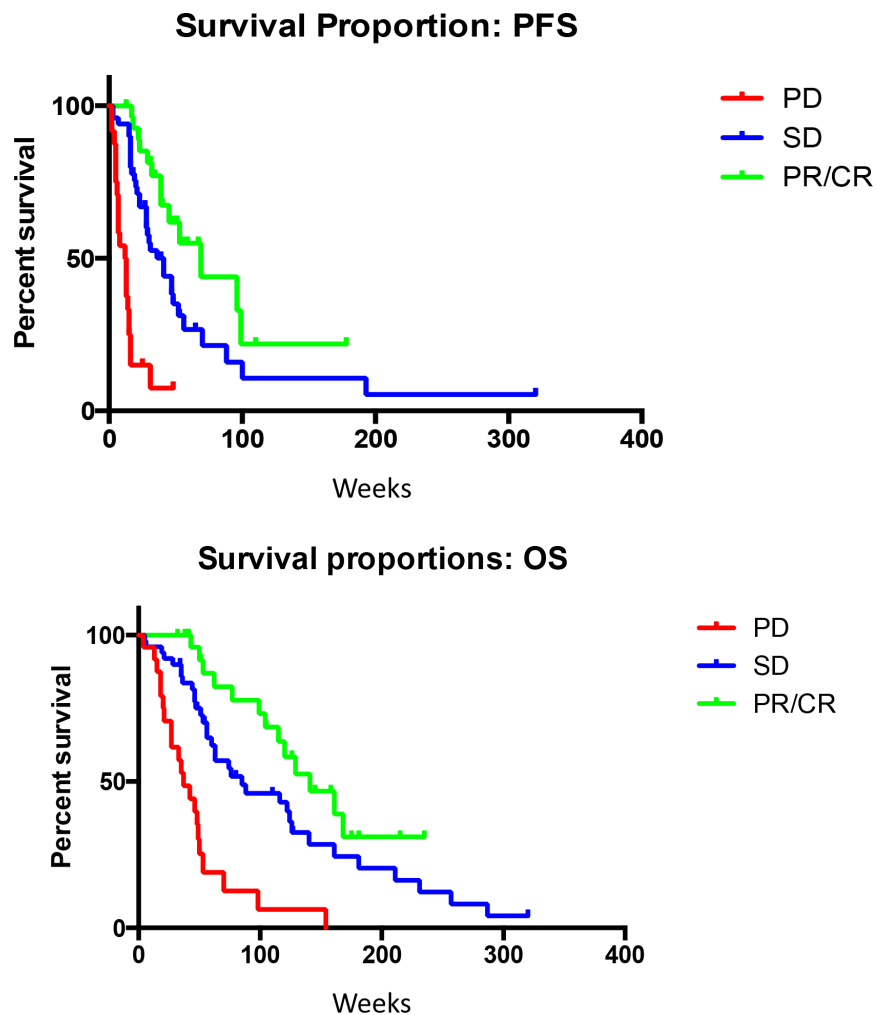 Survival Proportion: PFS
Percent survival
100
50
0
0 100 200 300 400
Weeks
PD
SD
PR/CR
Survival proportions: OS
Percent survival
100
50
0
0 100 200 300 400
Weeks
PD
SD
PR/CR